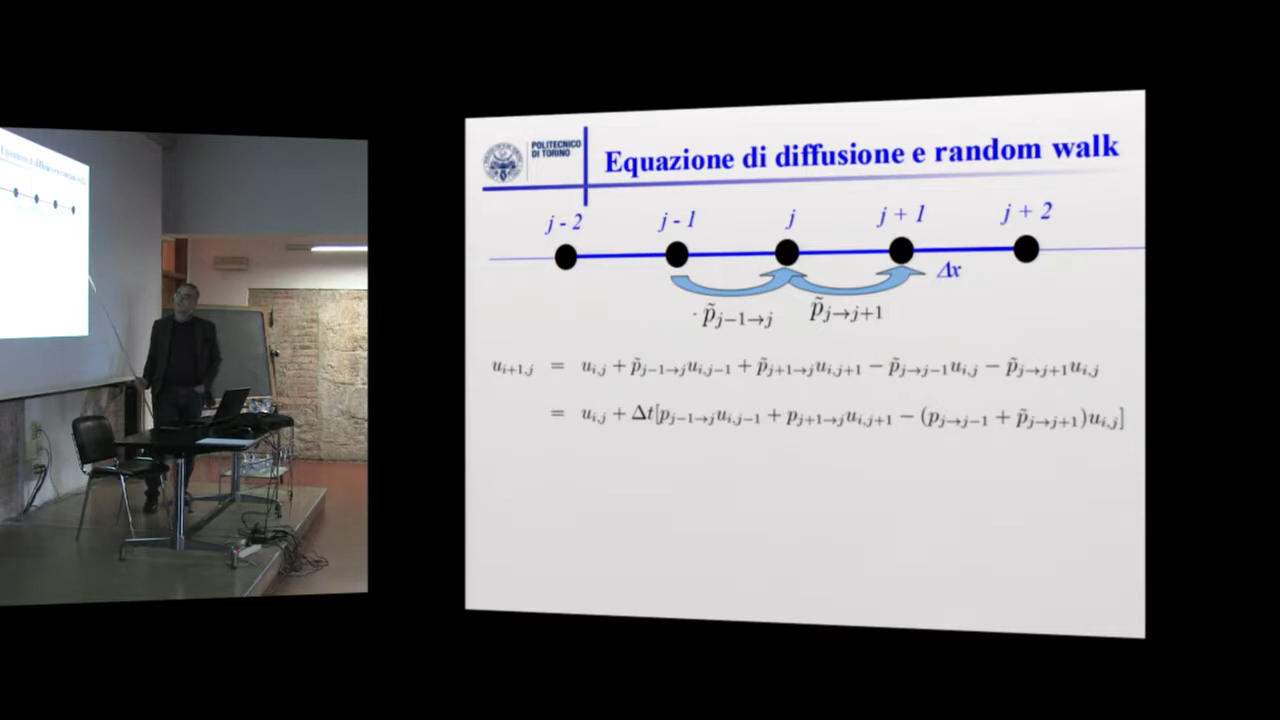 POLITECNICO
DI TORINO
Equazione di diffusione e random walk
j - 2 j - 1 j j + 1 j + 2
Δx
p̃_{j−1→j} p̃_{j→j+1}
u_{i+1,j} = u_{i,j} + p̃_{j−1→j}u_{i,j−1} + p̃_{j+1→j}u_{i,j+1} − p̃_{j→j−1}u_{i,j} − p̃_{j→j+1}u_{i,j}
= u_{i,j} + Δt[p_{j−1→j}u_{i,j−1} + p_{j+1→j}u_{i,j+1} − (p_{j→j−1} + p̃_{j→j+1})u_{i,j}]